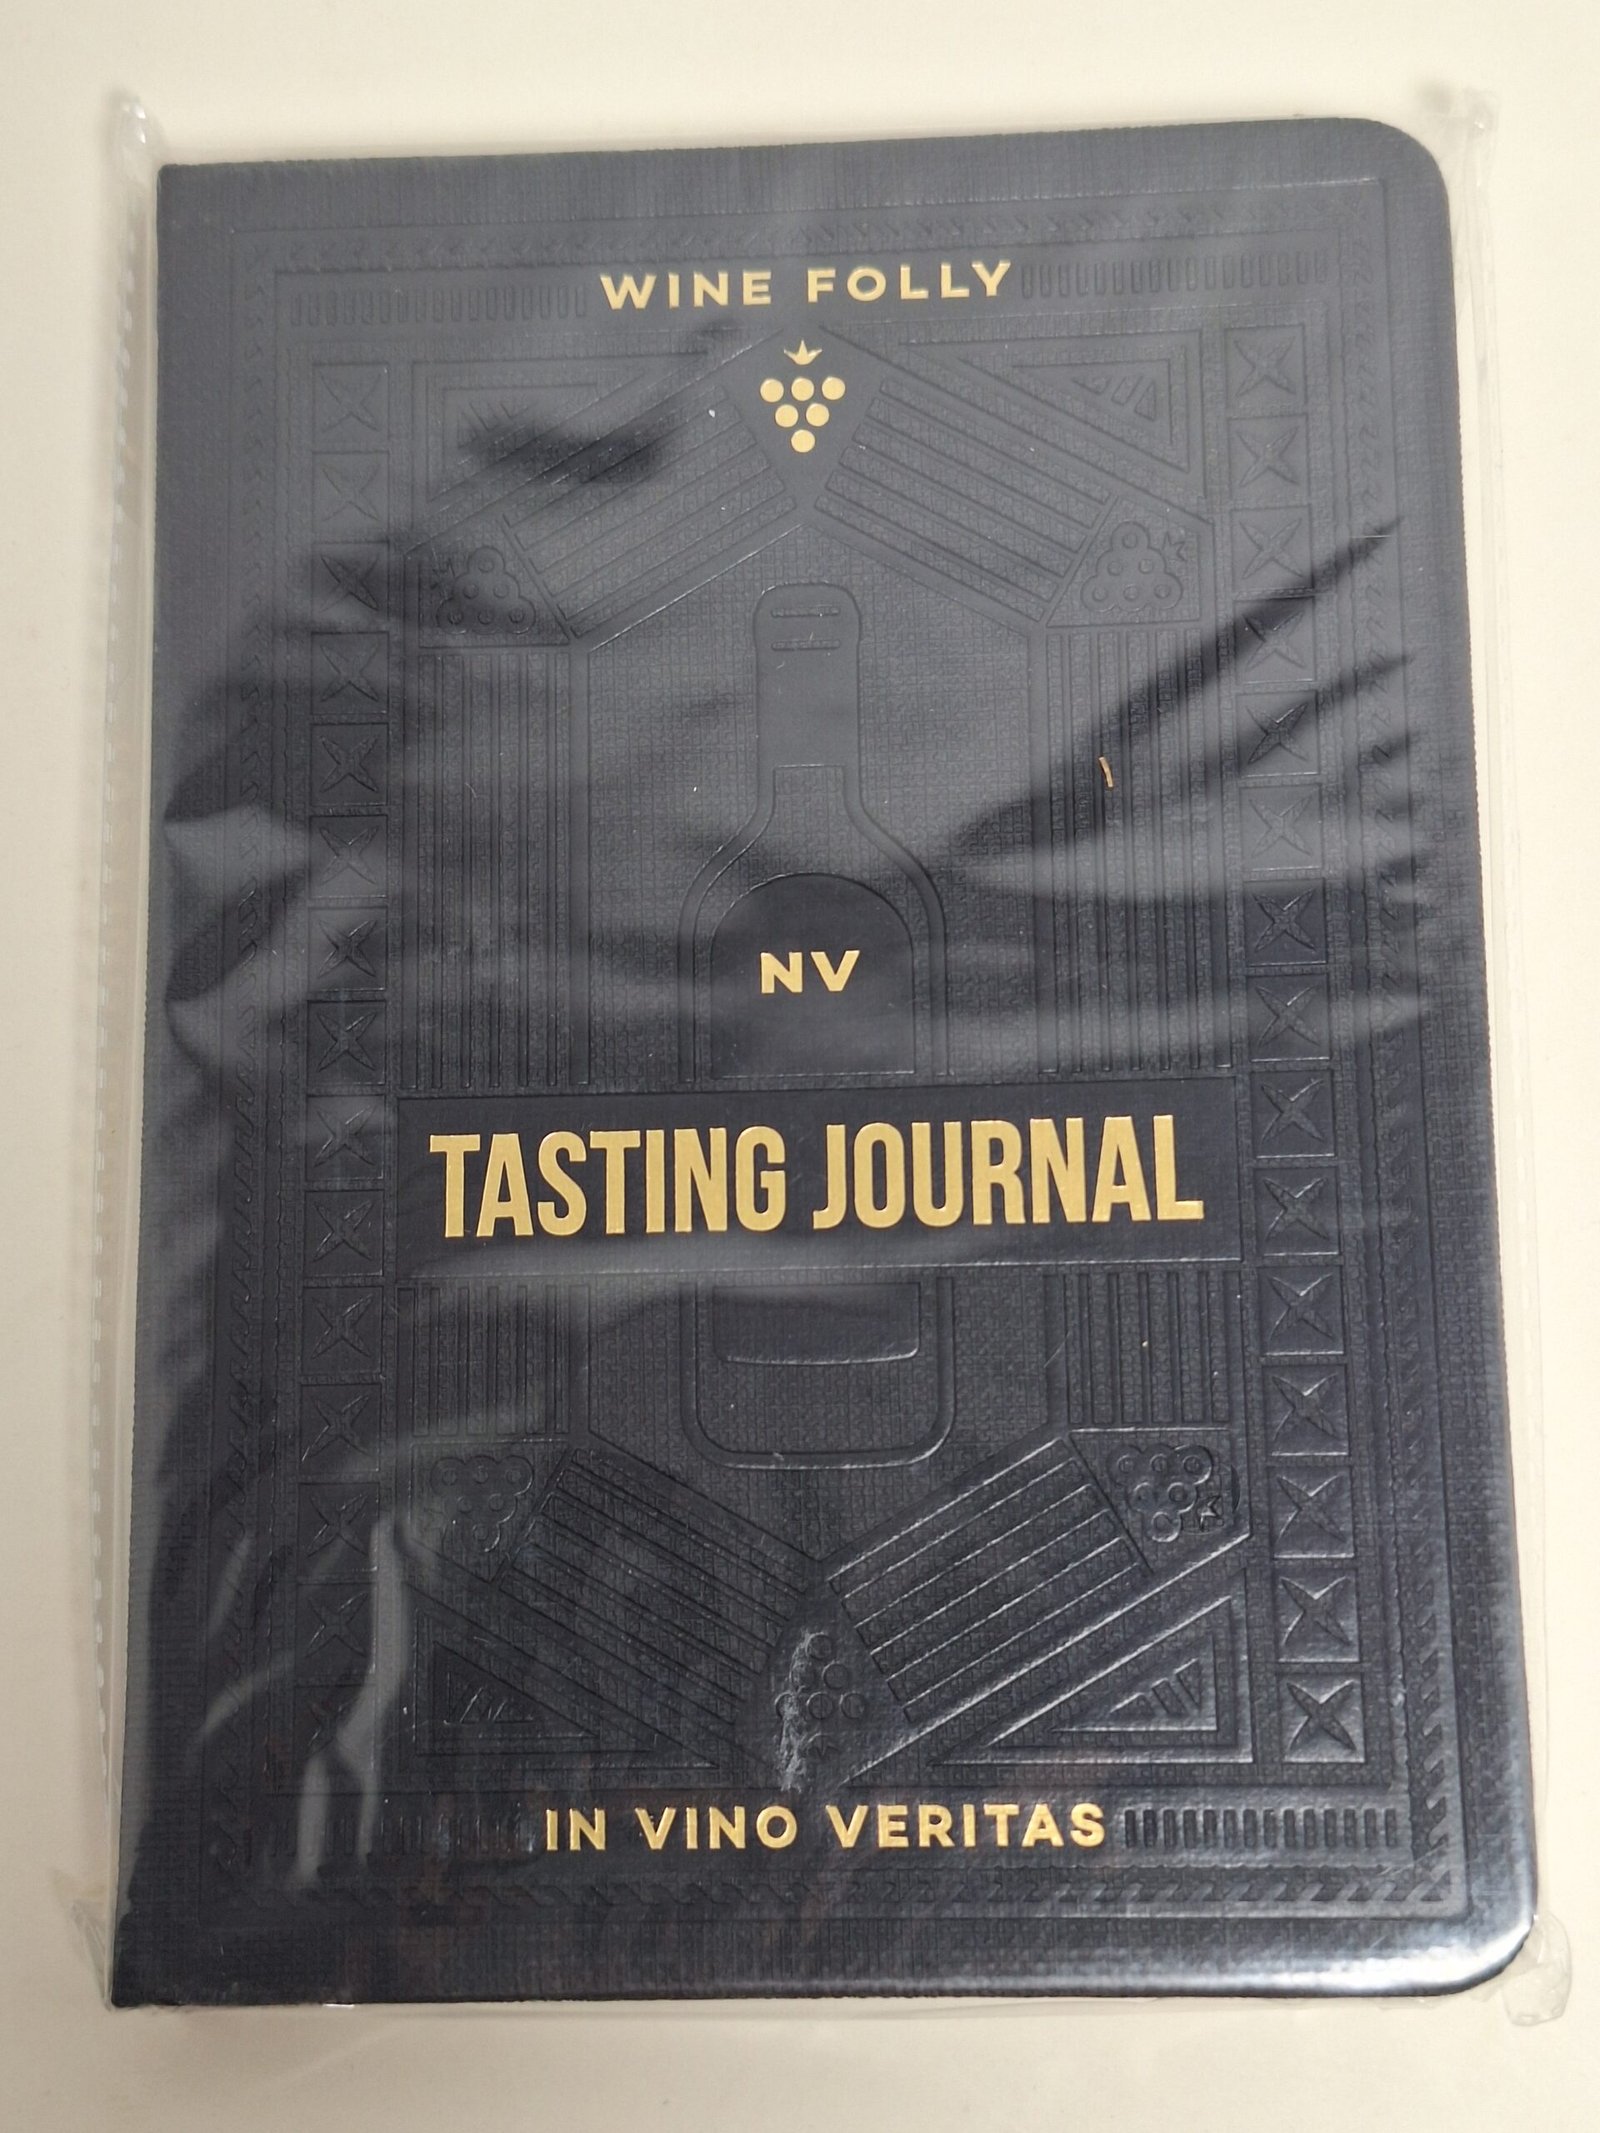 WINE FOLLY
NV
TASTING JOURNAL
IN VINO VERITAS